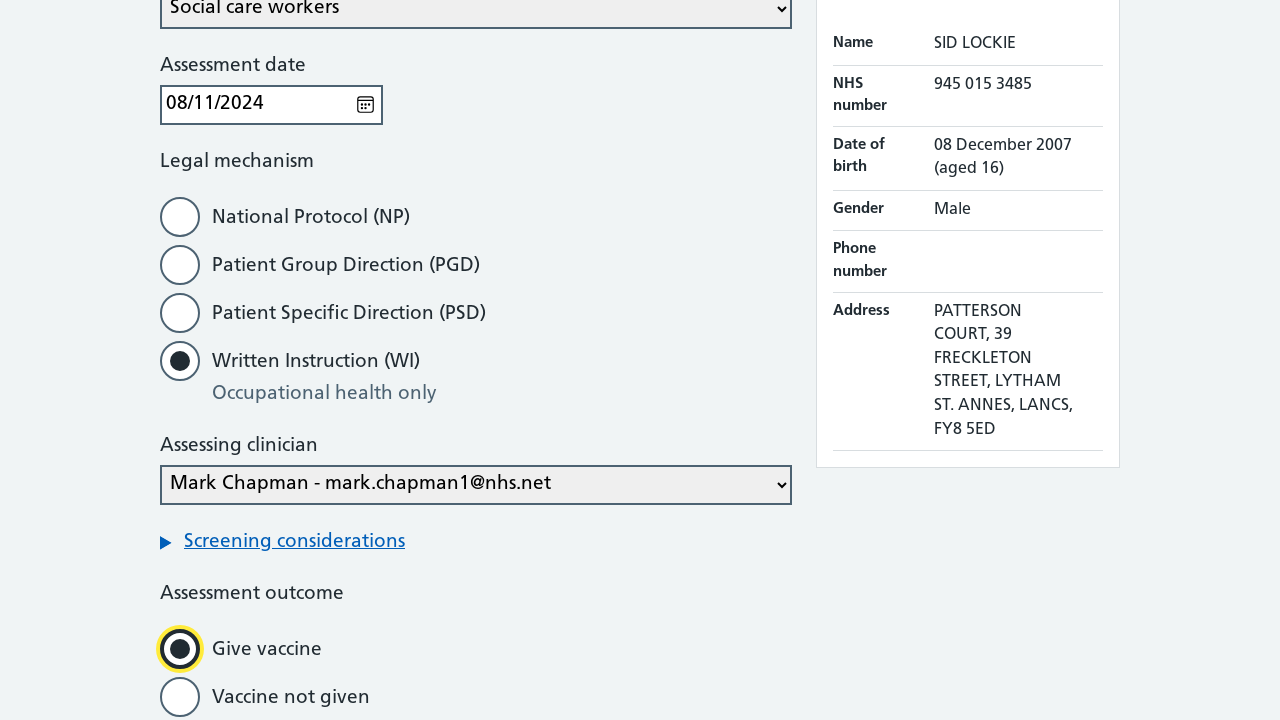 Social care workers
Assessment date
08/11/2024
Legal mechanism
National Protocol (NP)
Patient Group Direction (PGD)
Patient Specific Direction (PSD)
Written Instruction (WI)
Occupational health only
Assessing clinician
Mark Chapman - mark.chapman1@nhs.net
Screening considerations
Assessment outcome
Give vaccine
Vaccine not given
Name SID LOCKIE
NHS number 945 015 3485
Date of birth 08 December 2007 (aged 16)
Gender Male
Phone number
Address PATTERSON
COURT, 39
FRECKLETON
STREET, LYTHAM
ST. ANNES, LANCS,
FY8 5ED